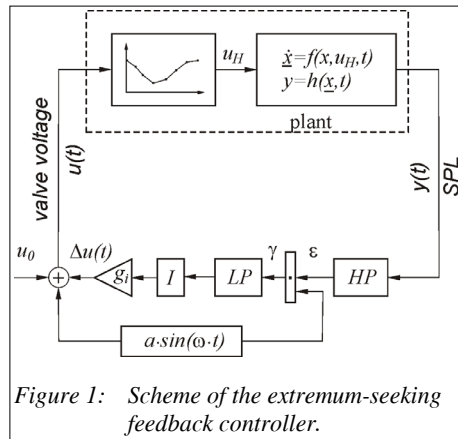 u_H
ẋ=f(x,u_H,t)
y=h(x,t)
plant
valve voltage
u(t)
y(t)
SPL
u_0
Δu(t)
g_i
I
LP
γ
·
ε
HP
a·sin(ω·t)
Figure 1: Scheme of the extremum-seeking
feedback controller.